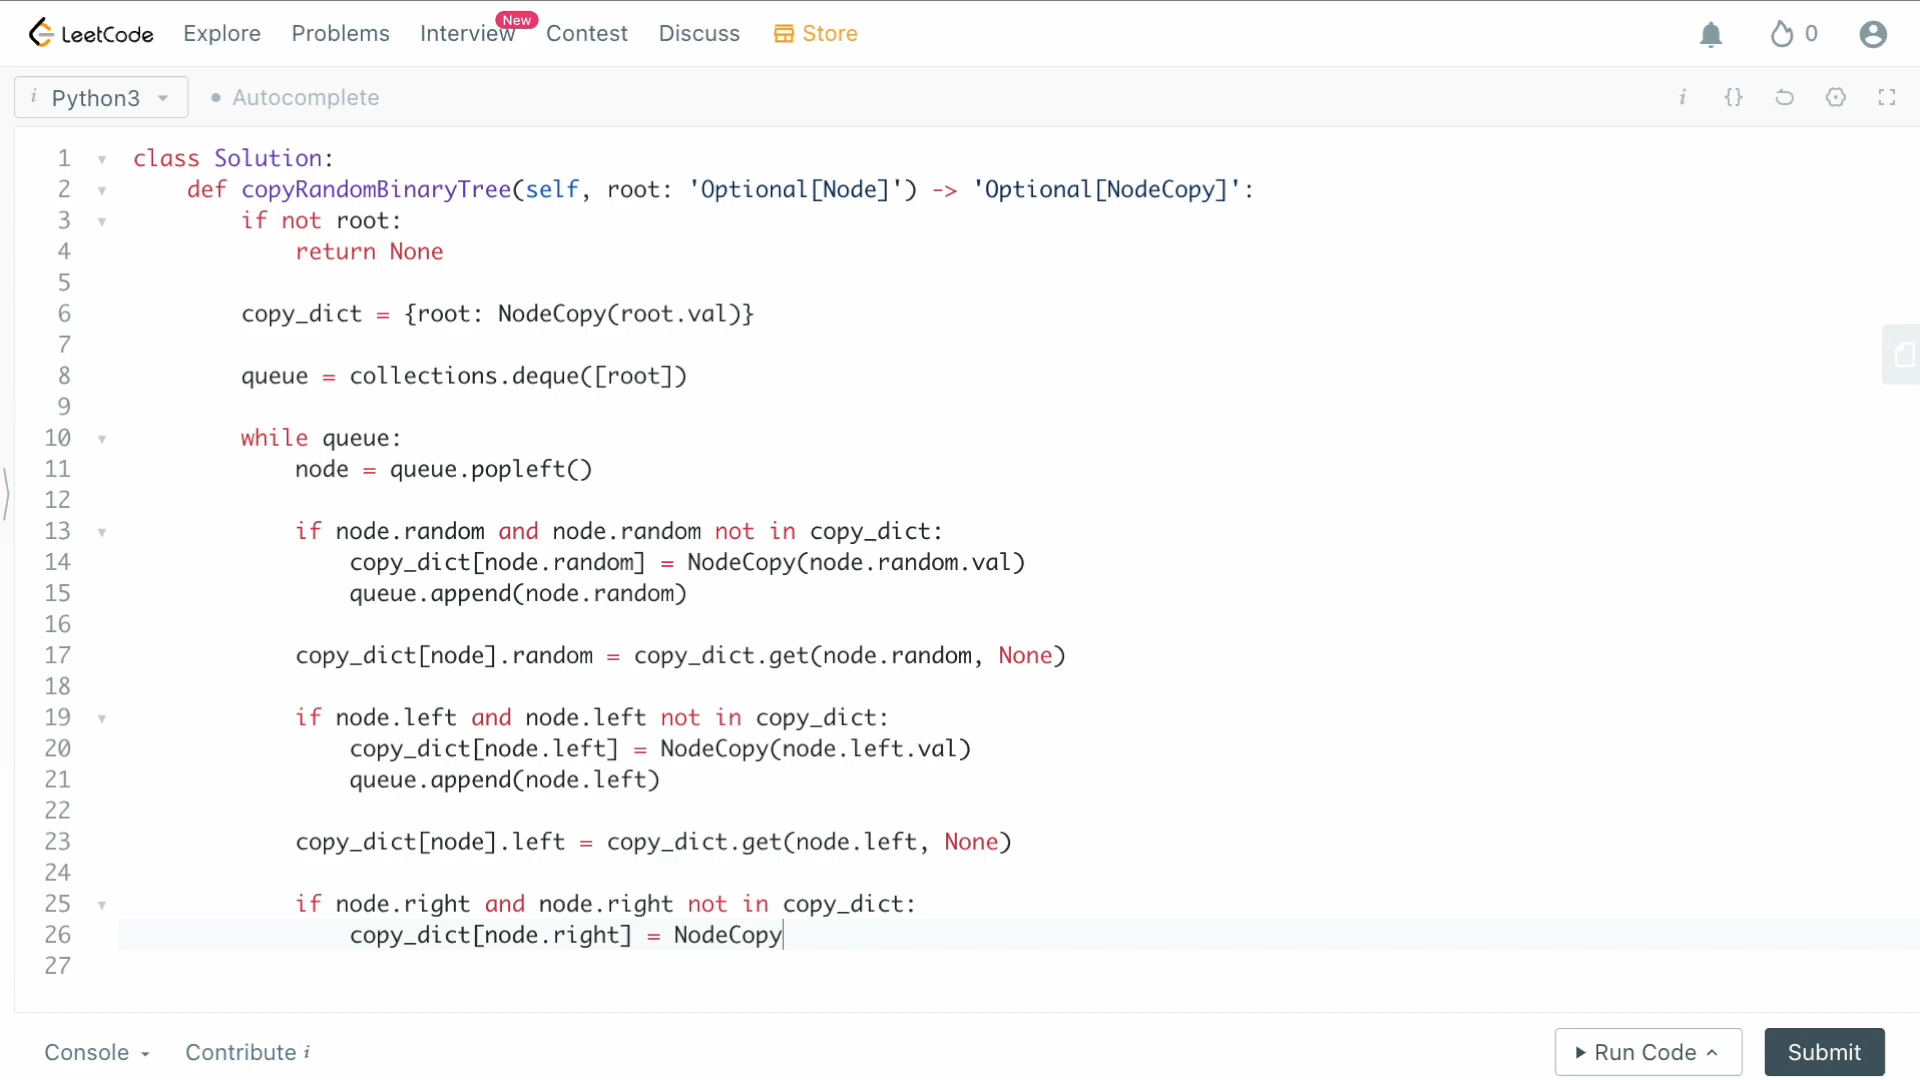 LeetCode Explore Problems Interview New Contest Discuss Store 0
i Python3 Autocomplete i {}
1 class Solution:
2 def copyRandomBinaryTree(self, root: 'Optional[Node]') -> 'Optional[NodeCopy]':
3 if not root:
4 return None
5
6 copy_dict = {root: NodeCopy(root.val)}
7
8 queue = collections.deque([root])
9
10 while queue:
11 node = queue.popleft()
12
13 if node.random and node.random not in copy_dict:
14 copy_dict[node.random] = NodeCopy(node.random.val)
15 queue.append(node.random)
16
17 copy_dict[node].random = copy_dict.get(node.random, None)
18
19 if node.left and node.left not in copy_dict:
20 copy_dict[node.left] = NodeCopy(node.left.val)
21 queue.append(node.left)
22
23 copy_dict[node].left = copy_dict.get(node.left, None)
24
25 if node.right and node.right not in copy_dict:
26 copy_dict[node.right] = NodeCopy
27
Console Contribute i Run Code Submit